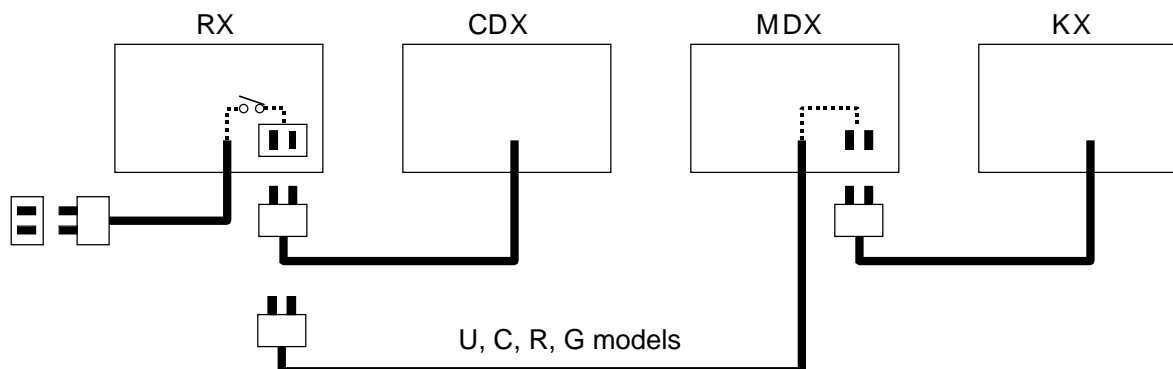 RX CDX MDX KX
U, C, R, G models